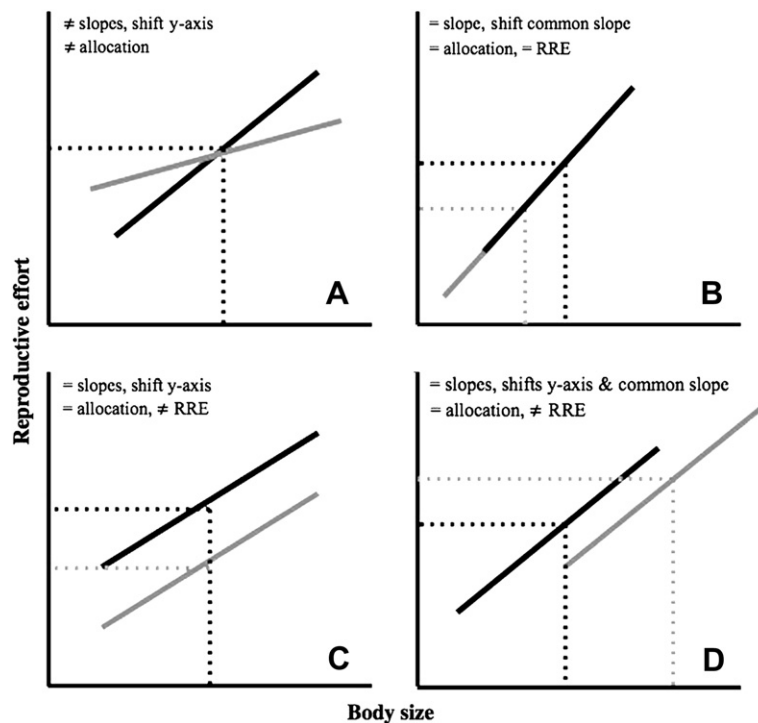 ≠ slopes, shift y-axis
≠ allocation
A
= slope, shift common slope
= allocation, = RRE
B
= slopes, shift y-axis
= allocation, ≠ RRE
C
= slopes, shifts y-axis & common slope
= allocation, ≠ RRE
D
Reproductive effort
Body size